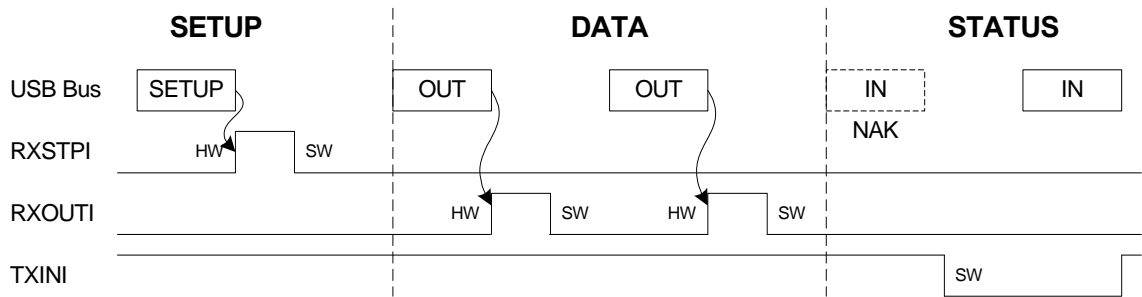 SETUP DATA STATUS
USB Bus SETUP OUT OUT IN IN
NAK
RXSTPI HW SW
RXOUTI HW SW HW SW
TXINI SW